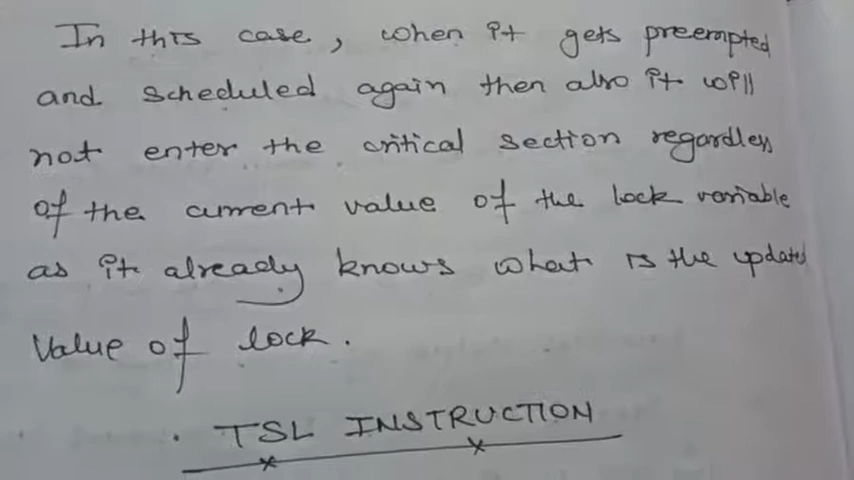 In this case, when it gets preempted
and scheduled again then also it will
not enter the critical section regardless
of the current value of the lock variable
as it already knows what is the updated
Value of lock.
. TSL INSTRUCTION